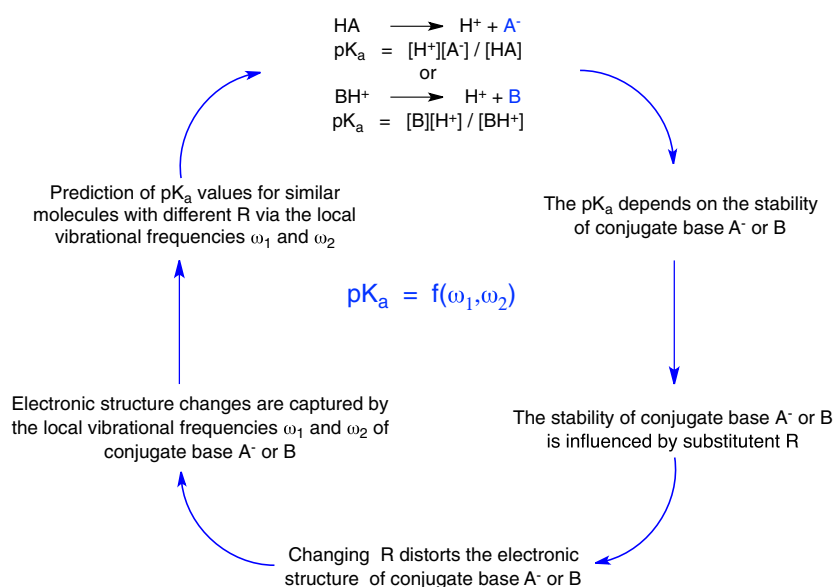 HA H⁺ + A⁻
pKₐ = [H⁺][A⁻] / [HA]
or
BH⁺ H⁺ + B
pKₐ = [B][H⁺] / [BH⁺]
The pKₐ depends on the stability
of conjugate base A⁻ or B
The stability of conjugate base A⁻ or B
is influenced by substitutent R
Changing R distorts the electronic
structure of conjugate base A⁻ or B
Electronic structure changes are captured by
the local vibrational frequencies ω₁ and ω₂ of
conjugate base A⁻ or B
Prediction of pKₐ values for similar
molecules with different R via the local
vibrational frequencies ω₁ and ω₂
pKₐ = f(ω₁,ω₂)